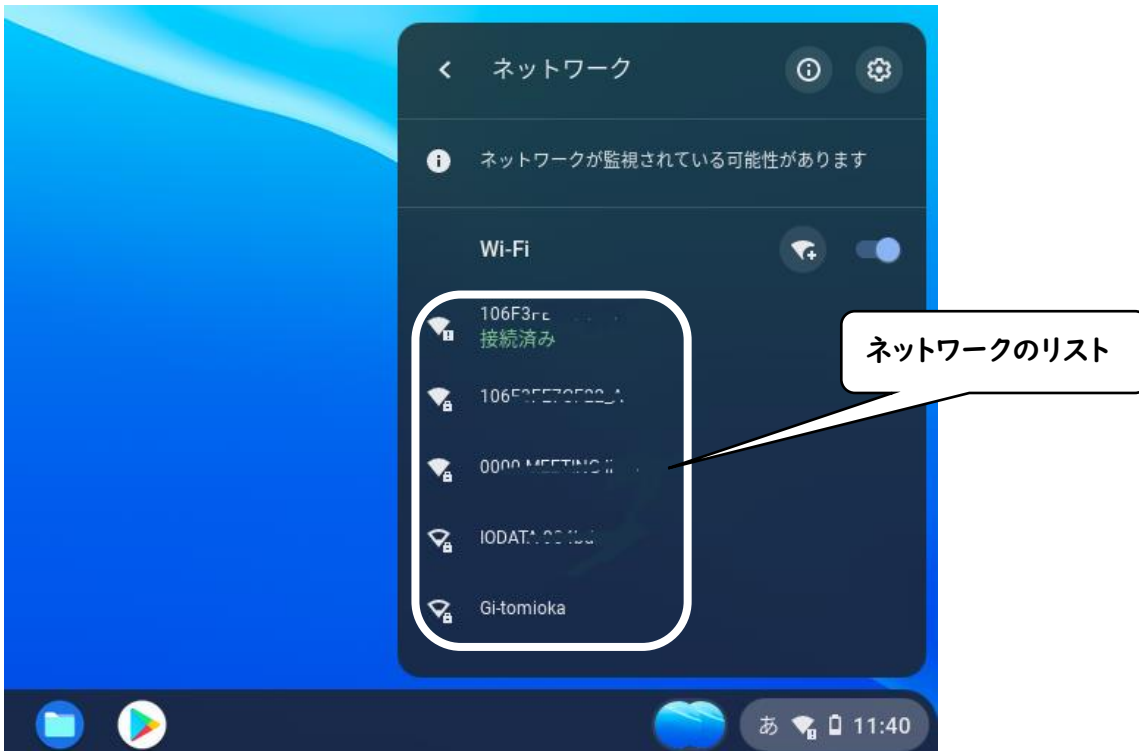 ネットワーク
ネットワークが監視されている可能性があります
Wi-Fi
接続済み
Gi-tomioka
ネットワークのリスト
あ 11:40